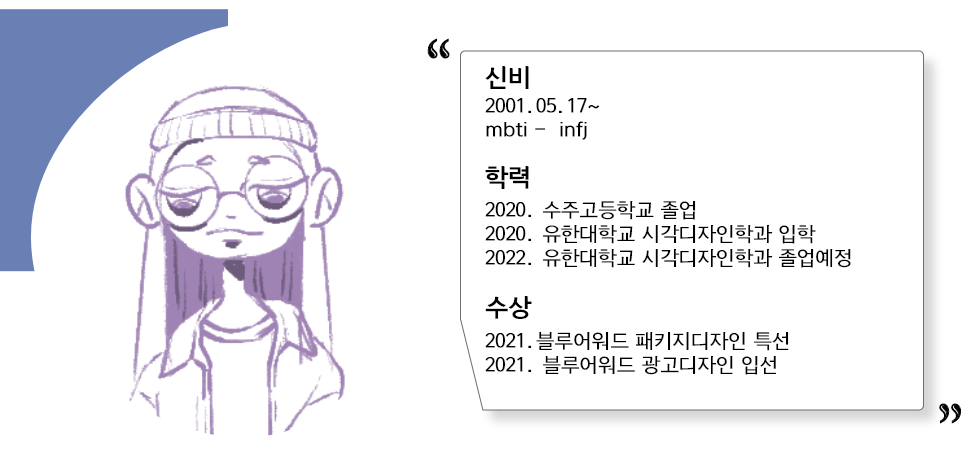 “
신비
2001.05.17~
mbti - infj
학력
2020. 수주고등학교 졸업
2020. 유한대학교 시각디자인학과 입학
2022. 유한대학교 시각디자인학과 졸업예정
수상
2021.블루어워드 패키지디자인 특선
2021. 블루어워드 광고디자인 입선
”